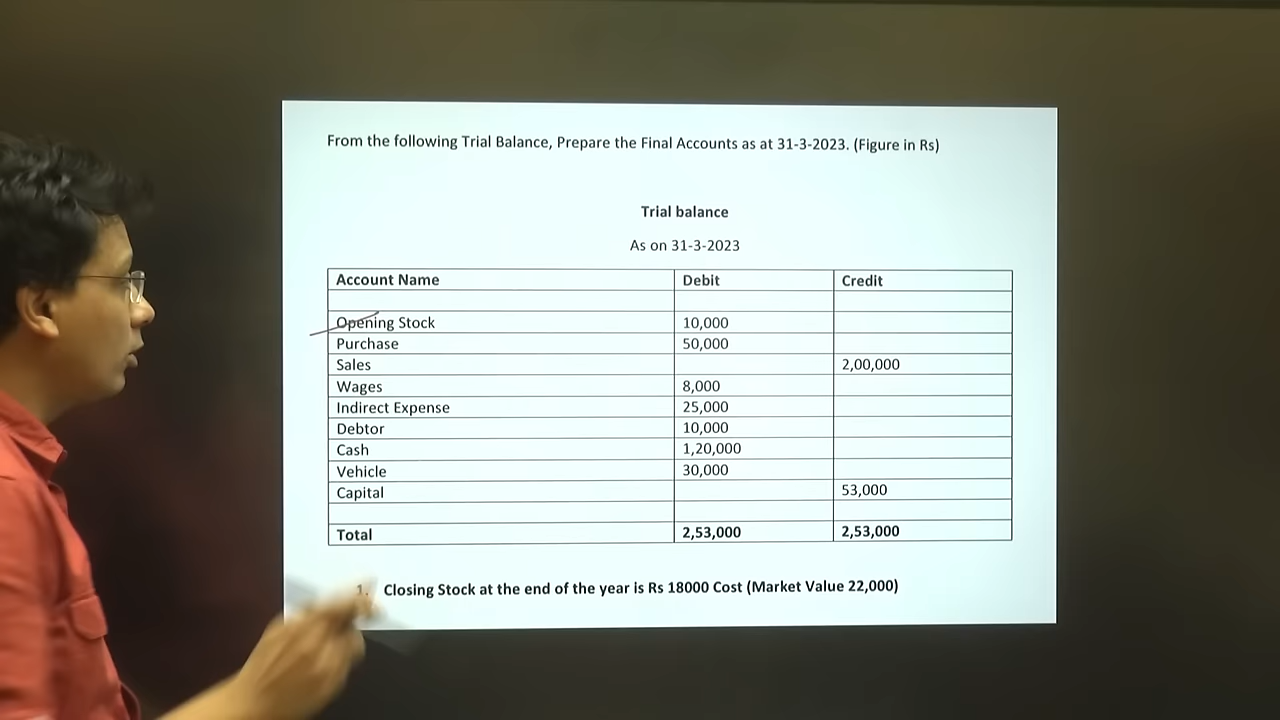 From the following Trial Balance, Prepare the Final Accounts as at 31-3-2023. (Figure in Rs)
Trial balance
As on 31-3-2023
Account Name Debit Credit
Opening Stock 10,000
Purchase 50,000
Sales 2,00,000
Wages 8,000
Indirect Expense 25,000
Debtor 10,000
Cash 1,20,000
Vehicle 30,000
Capital 53,000
Total 2,53,000 2,53,000
1. Closing Stock at the end of the year is Rs 18000 Cost (Market Value 22,000)